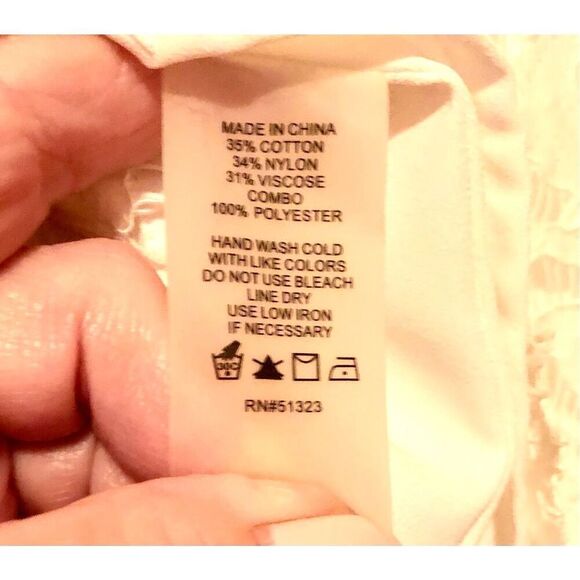 MADE IN CHINA
35% COTTON
34% NYLON
31% VISCOSE
COMBO
100% POLYESTER
HAND WASH COLD
WITH LIKE COLORS
DO NOT USE BLEACH
LINE DRY
USE LOW IRON
IF NECESSARY
30C
RN#51323